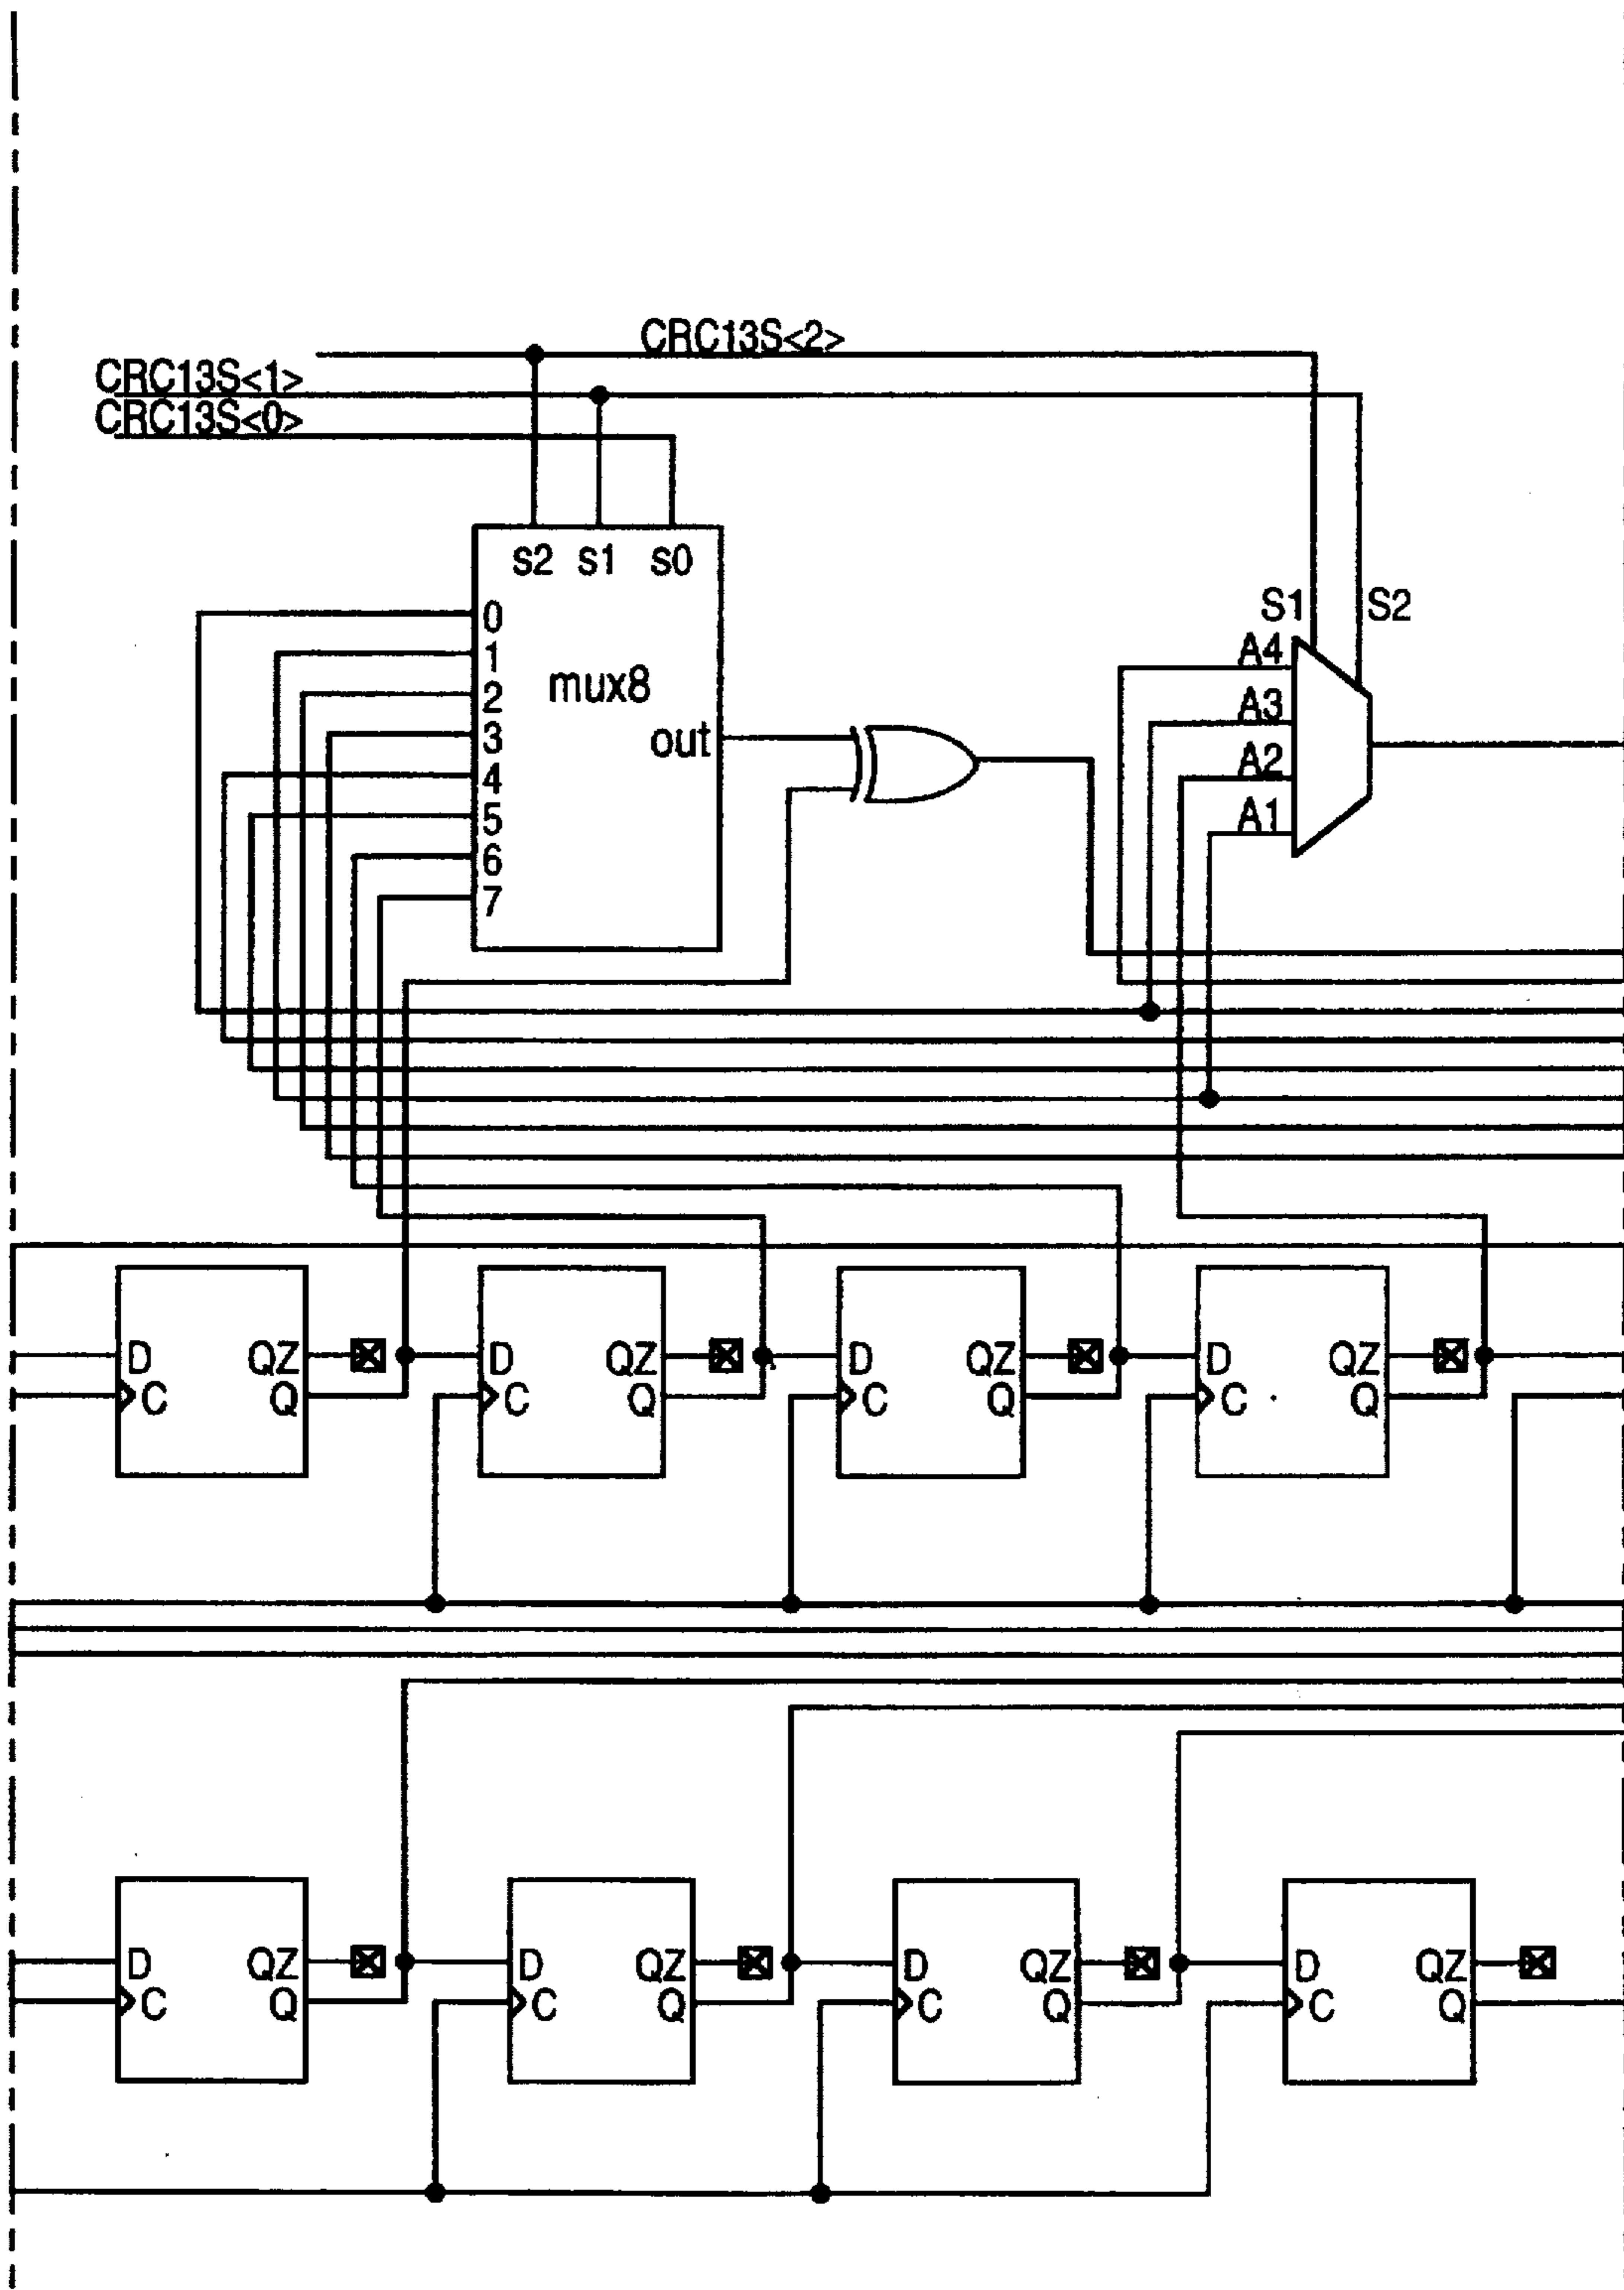 CRC13S<2>
CRC13S<1>
CRC13S<0>
s2 s1 s0
0
1
2
3
4
5
6
7
mux8
out
S1 S2
A4
A3
A2
A1
D QZ D QZ D QZ D QZ
C Q C Q C Q C Q
D QZ D QZ D QZ D QZ
C Q C Q C Q C Q